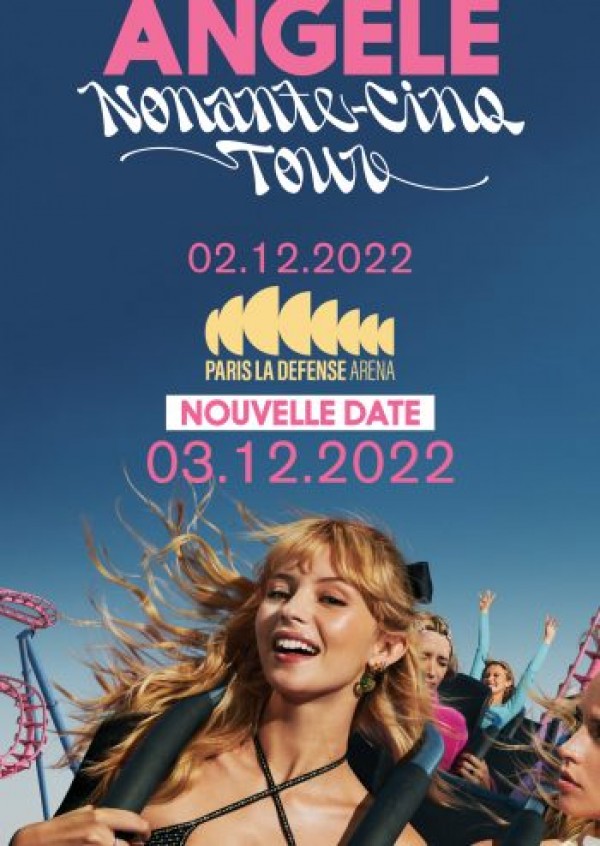 ANGELE
Nonante-Cinq
Tour
02.12.2022
PARIS LA DEFENSE ARENA
NOUVELLE DATE
03.12.2022